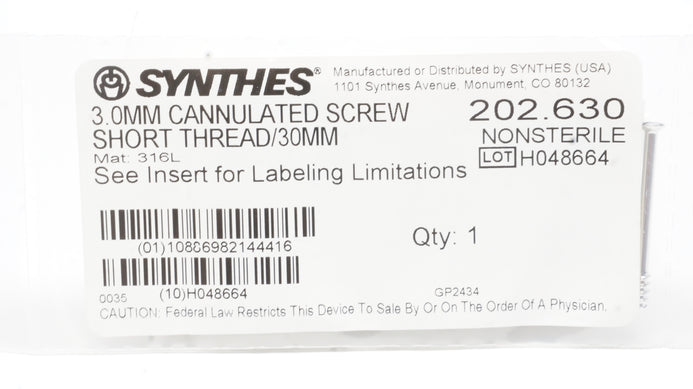 SYNTHES®
Manufactured or Distributed by SYNTHES (USA)
1101 Synthes Avenue, Monument, CO 80132
3.0MM CANNULATED SCREW
SHORT THREAD/30MM
202.630
NONSTERILE
Mat: 316L
LOT H048664
See Insert for Labeling Limitations
(01)10886982144416
Qty: 1
(10)H048664
0035
GP2434
CAUTION: Federal Law Restricts This Device To Sale By Or On The Order Of A Physician.